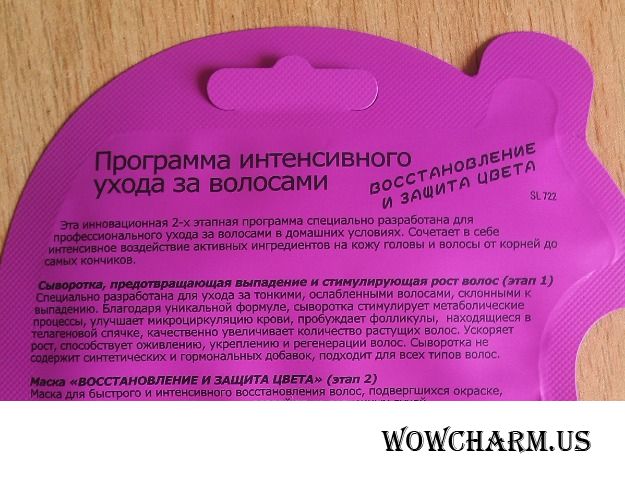 Программа интенсивного
ухода за волосами
ВОССТАНОВЛЕНИЕ
И ЗАЩИТА ЦВЕТА
SL 722
Эта инновационная 2-х этапная программа специально разработана для
профессионального ухода за волосами в домашних условиях. Сочетает в себе
интенсивное воздействие активных ингредиентов на кожу головы и волосы от корней до
самых кончиков.
Сыворотка, предотвращающая выпадение и стимулирующая рост волос (этап 1)
Специально разработана для ухода за тонкими, ослабленными волосами, склонными к
выпадению. Благодаря уникальной формуле, сыворотка стимулирует метаболические
процессы, улучшает микроциркуляцию крови, пробуждает фолликулы, находящиеся в
телагеновой спячке, качественно увеличивает количество растущих волос. Ускоряет
рост, способствует оживлению, укреплению и регенерации волос. Сыворотка не
содержит синтетических и гормональных добавок, подходит для всех типов волос.
Маска «ВОССТАНОВЛЕНИЕ И ЗАЩИТА ЦВЕТА» (этап 2)
Маска для быстрого и интенсивного восстановления волос, подвергшихся окраске,
WOWCHARM.US